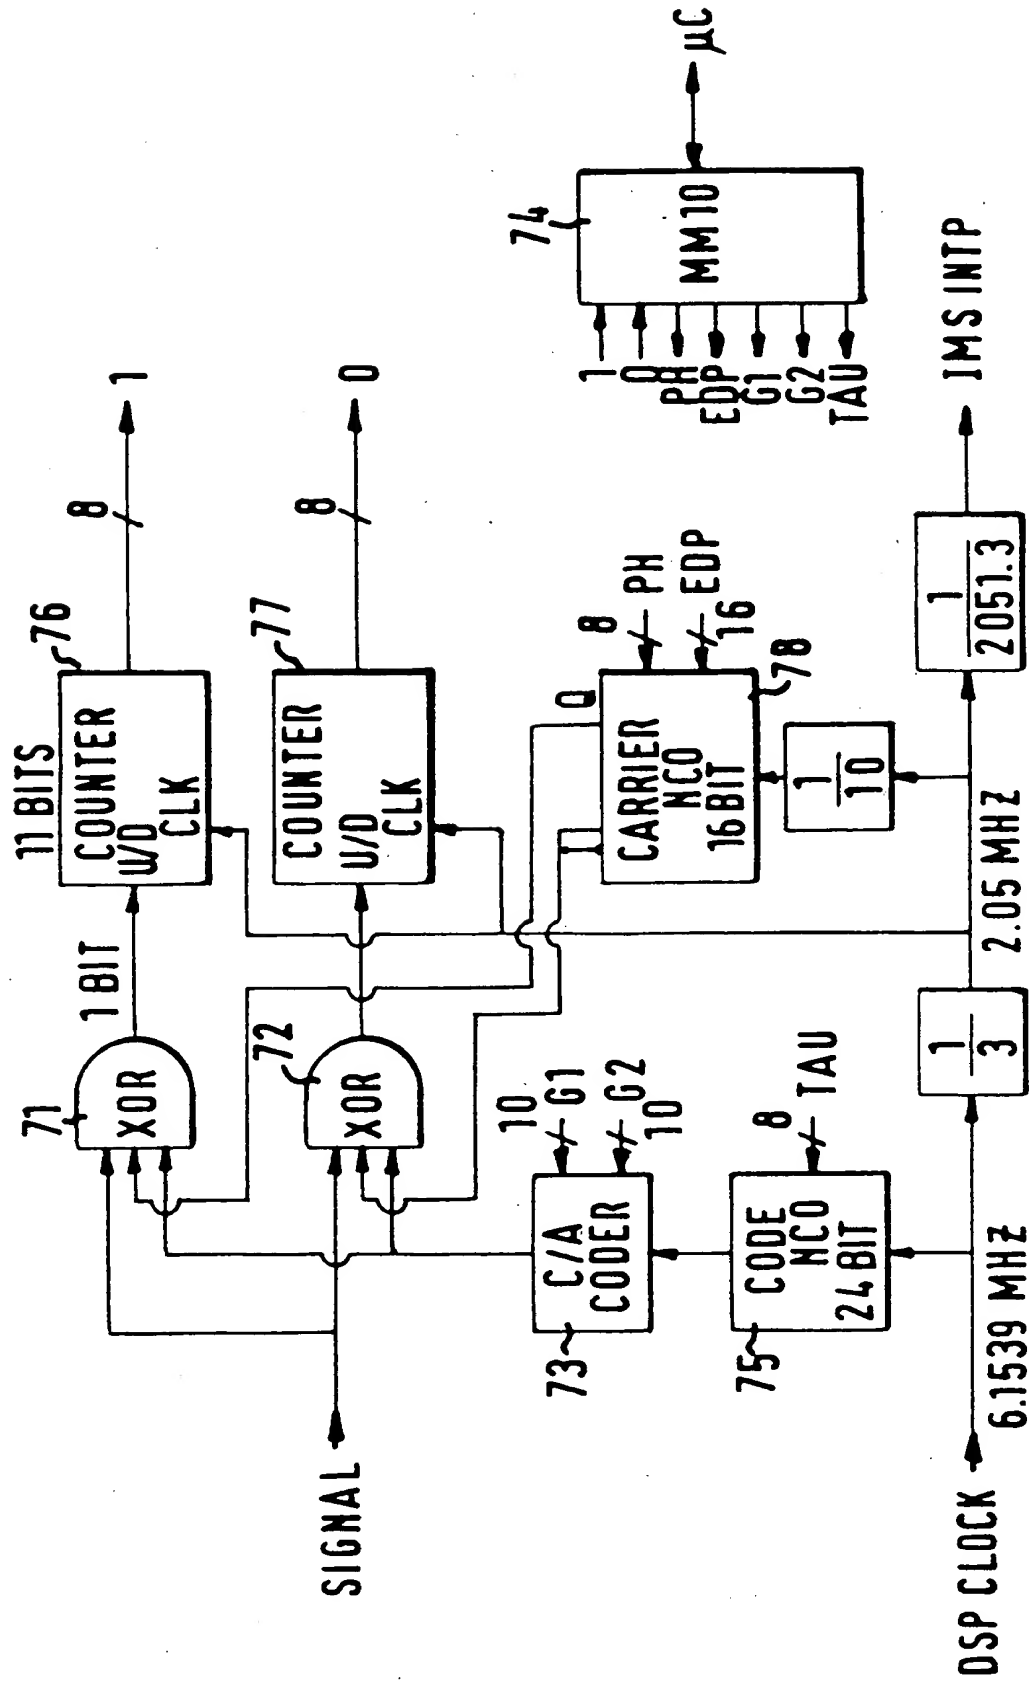 11 BITS
76
COUNTER
U/D
CLK
8
1
71
XOR
1 BIT
77
COUNTER
U/D
CLK
8
0
72
XOR
SIGNAL
73
C/A
CODER
10
G1
G2
10
Q
CARRIER
NCO
16 BIT
78
8
PH
EDP
16
74
MM10
µC
1
0
PH
EDP
G1
G2
TAU
75
CODE
NCO
24 BIT
8
TAU
1
10
DSP CLOCK
6.1539 MHZ
1
3
2.05 MHZ
1
2051.3
IMS INTP